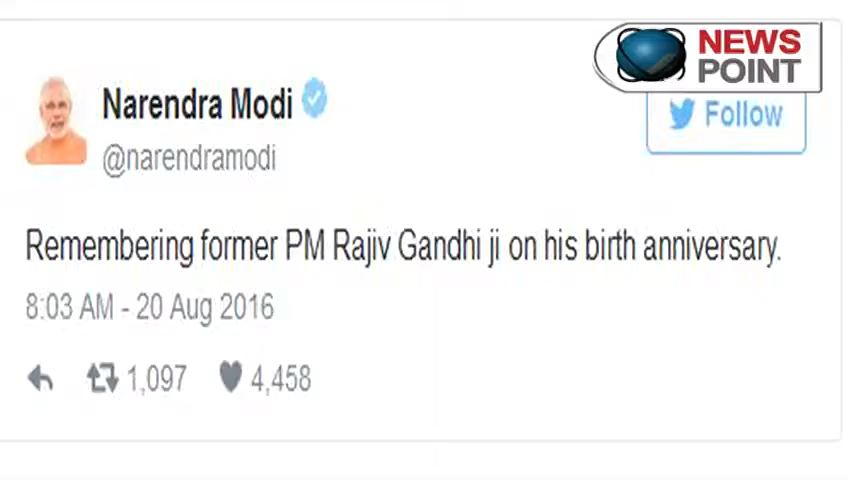 NEWS
POINT
Narendra Modi
Follow
@narendramodi
Remembering former PM Rajiv Gandhi ji on his birth anniversary.
8:03 AM - 20 Aug 2016
1,097 4,458